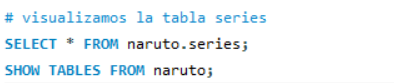 # visualizamos la tabla series
SELECT * FROM naruto.series;
SHOW TABLES FROM naruto;